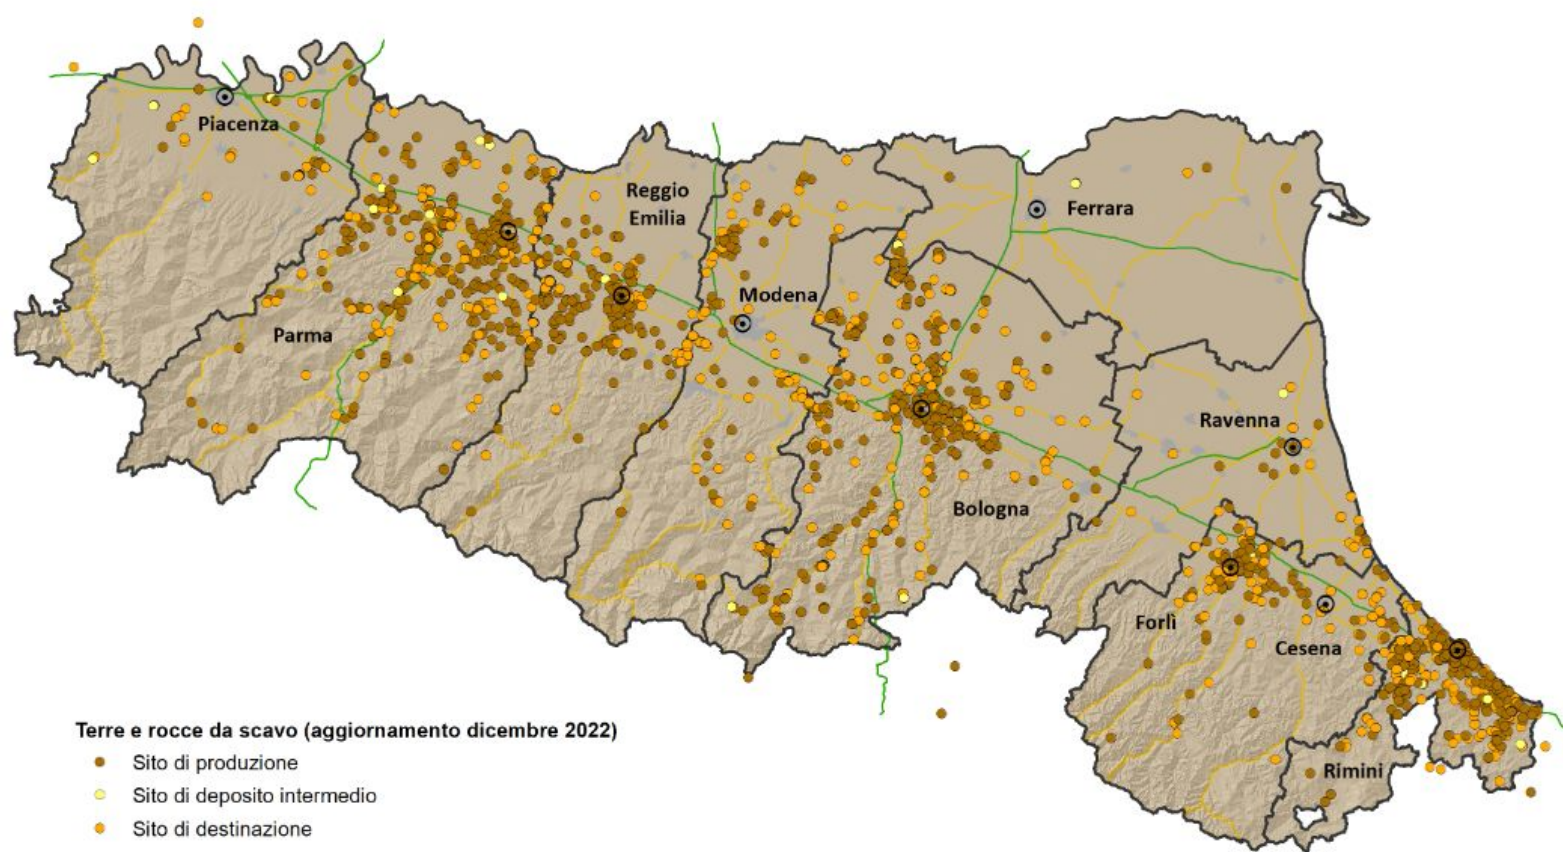 Piacenza
Reggio
Emilia
Ferrara
Modena
Parma
Ravenna
Bologna
Forlì
Cesena
Rimini
Terre e rocce da scavo (aggiornamento dicembre 2022)
Sito di produzione
Sito di deposito intermedio
Sito di destinazione